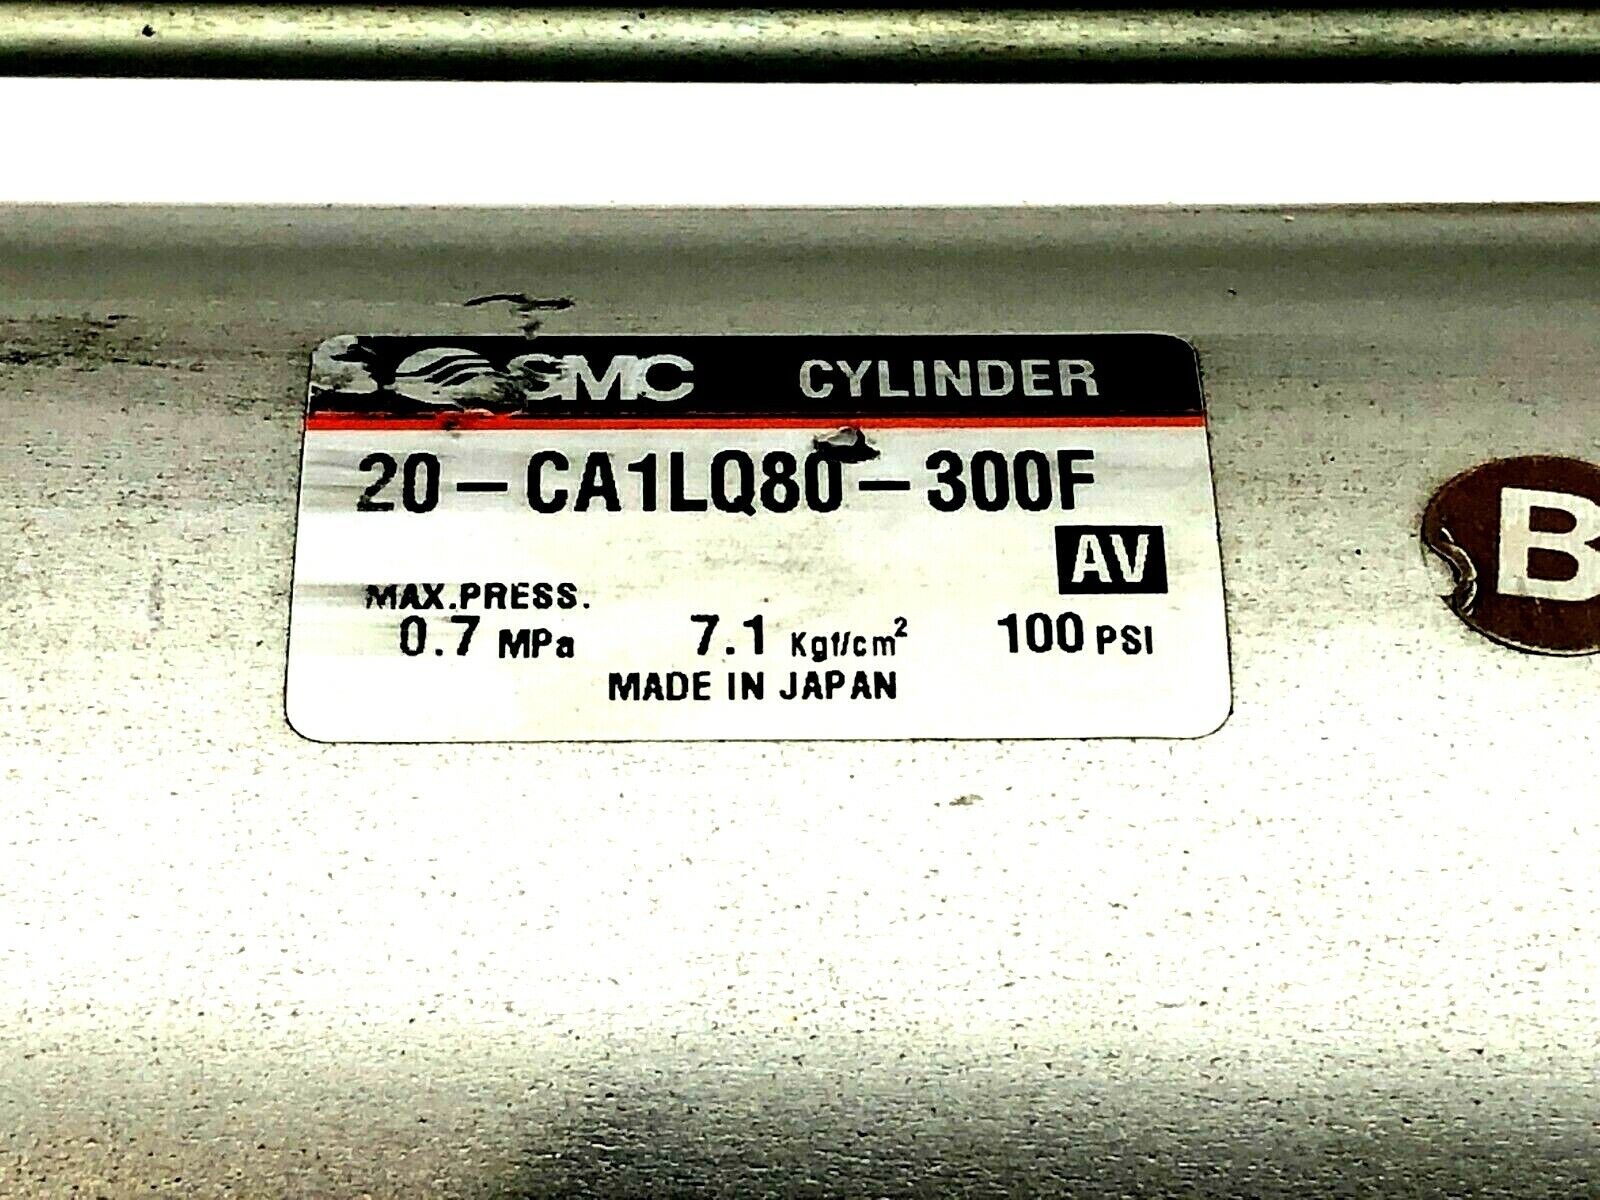 SMC CYLINDER
20-CA1LQ80-300F
AV
MAX.PRESS.
0.7 MPa 7.1 Kgf/cm² 100 PSI
MADE IN JAPAN
B